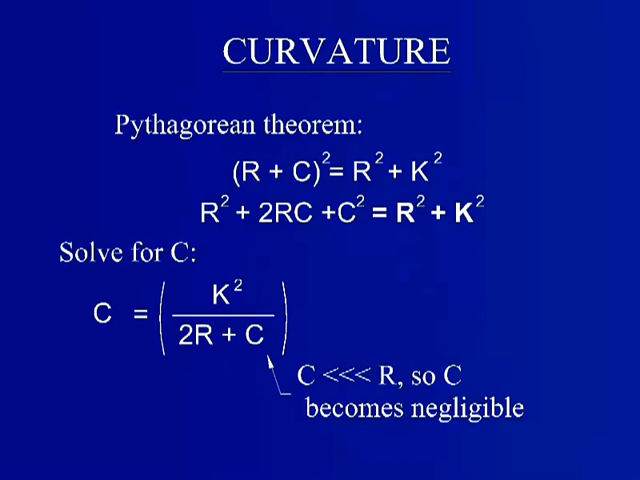 CURVATURE
Pythagorean theorem:
(R + C)²= R² + K²
R² + 2RC +C² = R² + K²
Solve for C:
C = ( K² / 2R + C )
C <<< R, so C
becomes negligible